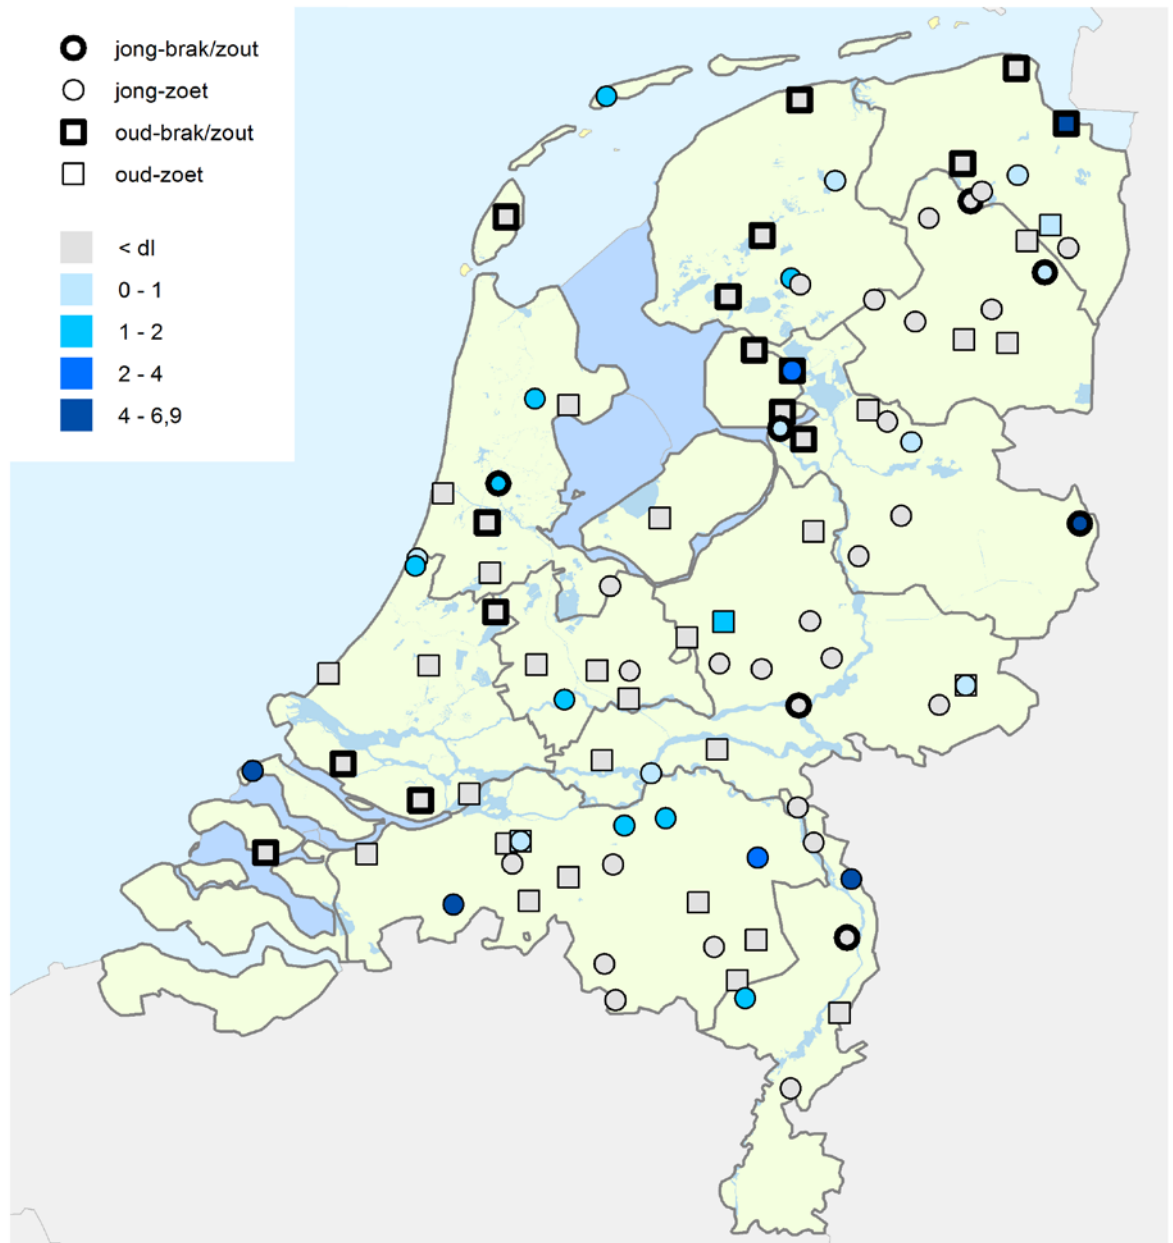 jong-brak/zout
jong-zoet
oud-brak/zout
oud-zoet
< dl
0 - 1
1 - 2
2 - 4
4 - 6,9